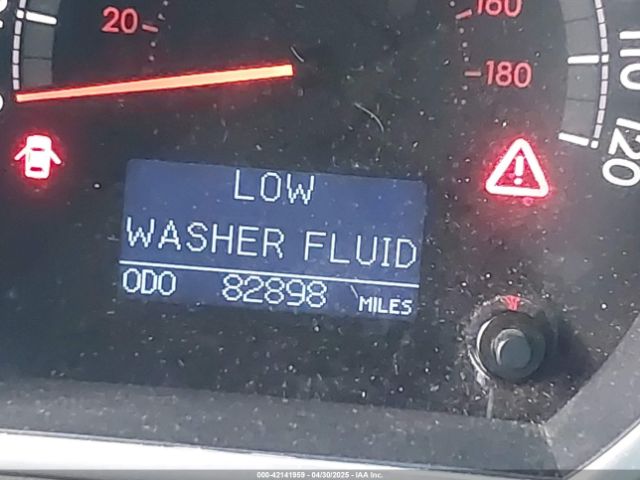 20
160
180
110
120
LOW
WASHER FLUID
ODO 82898 MILES
000-42141959 - 04/30/2025 - IAA Inc.